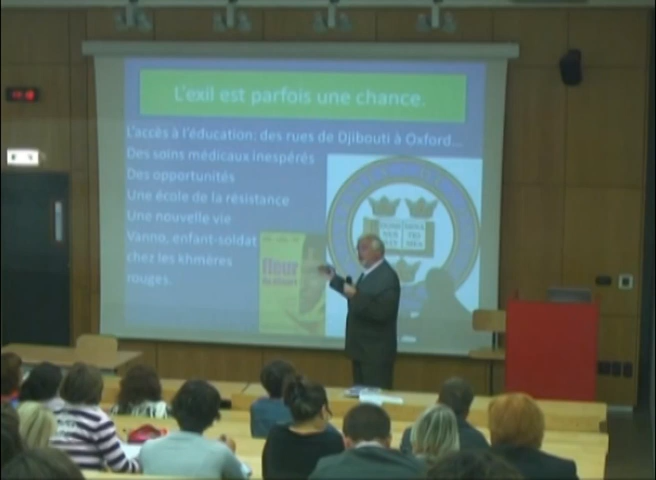 L'exil est parfois une chance.
L'accès à l'éducation: des rues de Djibouti à Oxford...
Des soins médicaux inespérés
Des opportunités
Une école de la résistance
Une nouvelle vie
Vanno, enfant-soldat
chez les khmères
rouges.
fleur